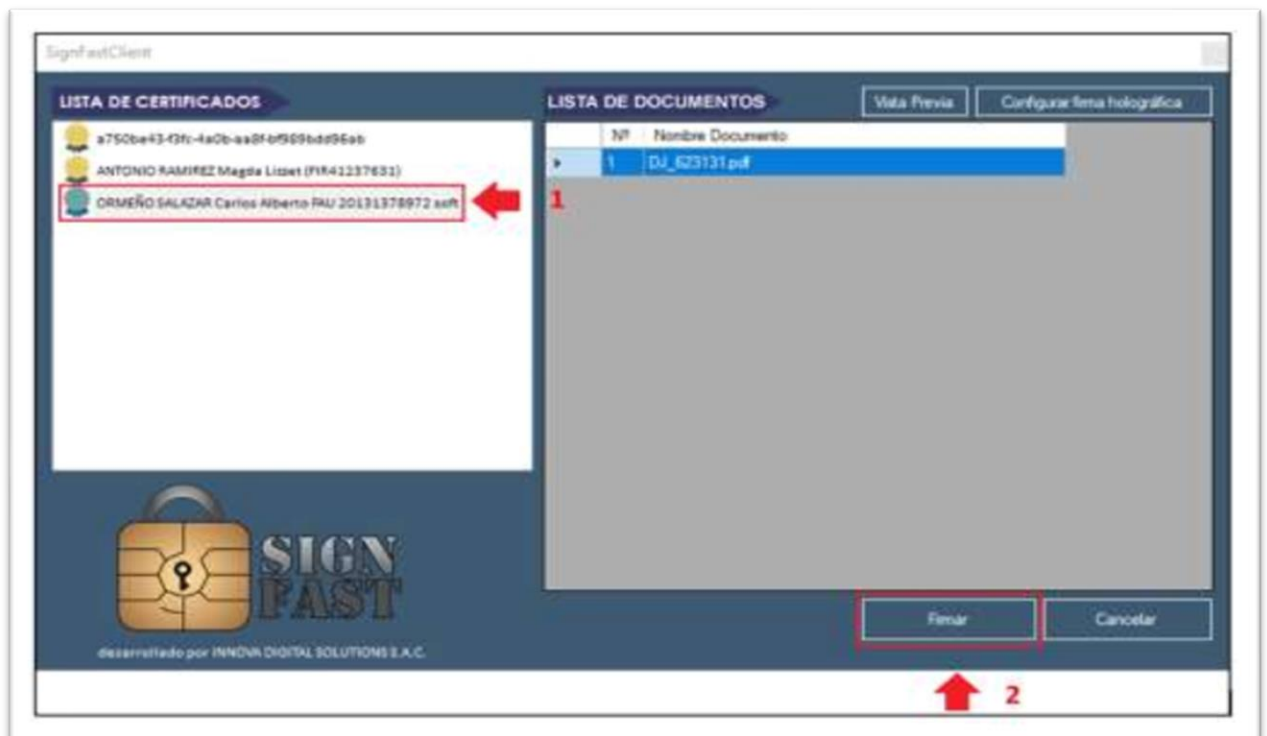 SignFastClient
LISTA DE CERTIFICADOS
a750be43-f3fc-4a0b-aa8f-bf989bdd96ab
ANTONIO RAMIREZ Magda Lizset (FIR41237631)
ORMEÑO SALAZAR Carlos Alberto FAU 20131378972 soft
1
LISTA DE DOCUMENTOS
Vista Previa
Configurar firma holográfica
Nº Nombre Documento
1 DJ_623131.pdf
SIGN
FAST
desarrollado por INNOVA DIGITAL SOLUTIONS S.A.C.
Firmar
Cancelar
2